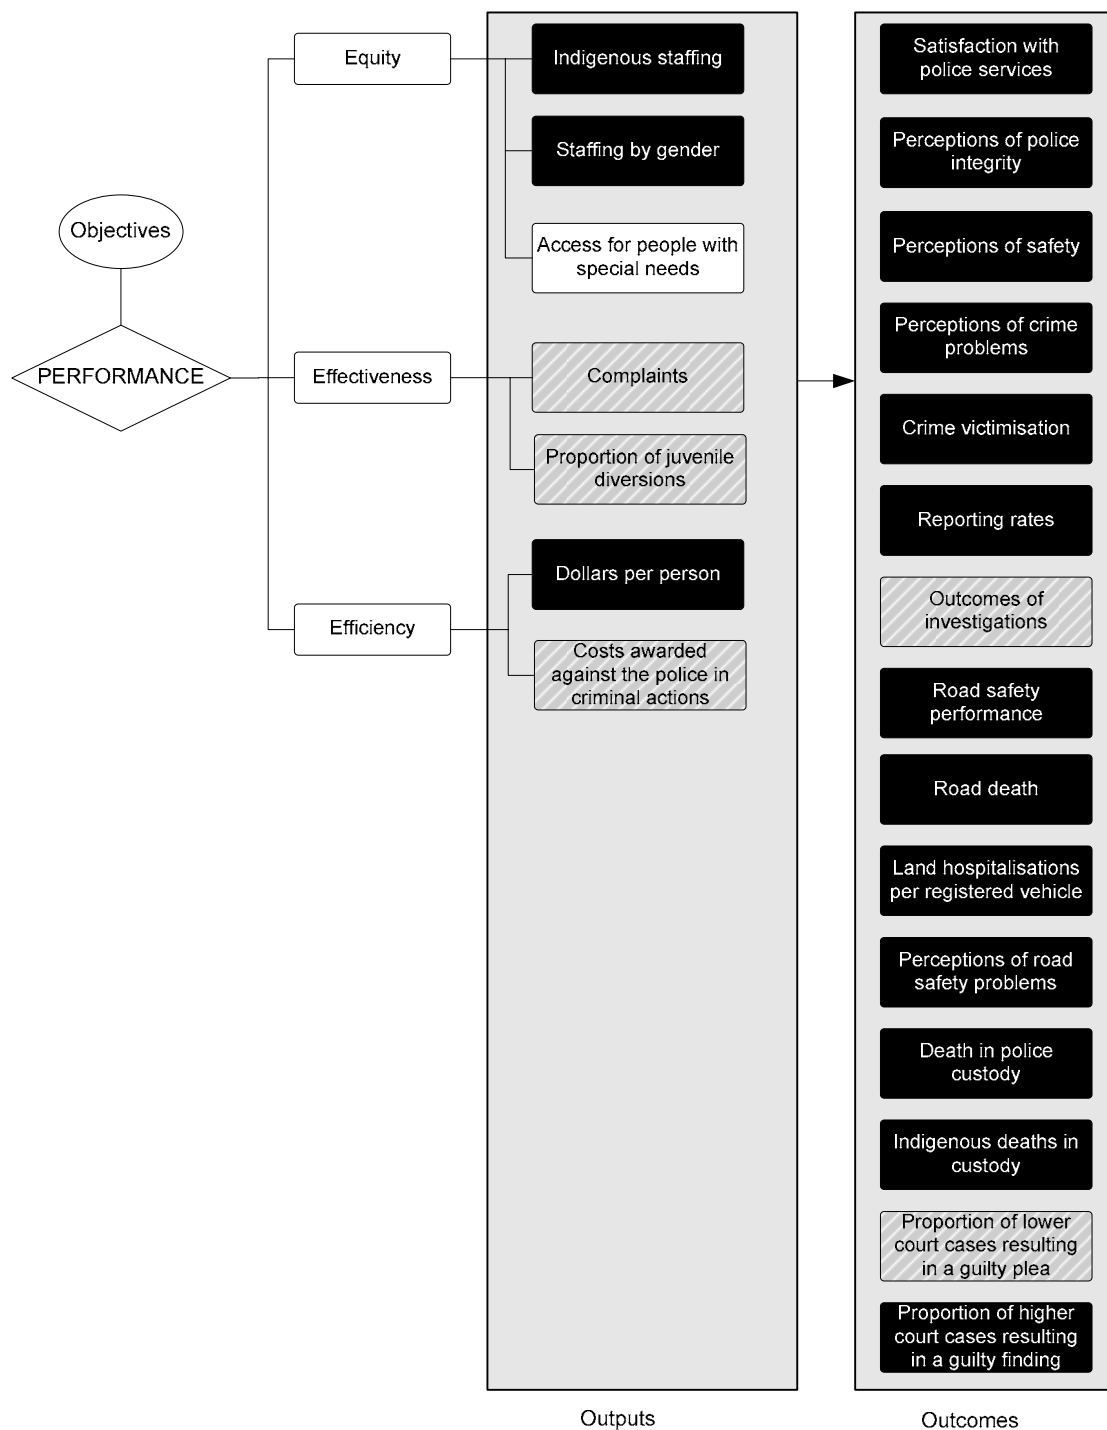 Objectives
PERFORMANCE
Equity
Effectiveness
Efficiency
Indigenous staffing
Staffing by gender
Access for people with
special needs
Complaints
Proportion of juvenile
diversions
Dollars per person
Costs awarded
against the police in
criminal actions
Outputs
Satisfaction with
police services
Perceptions of police
integrity
Perceptions of safety
Perceptions of crime
problems
Crime victimisation
Reporting rates
Outcomes of
investigations
Road safety
performance
Road death
Land hospitalisations
per registered vehicle
Perceptions of road
safety problems
Death in police
custody
Indigenous deaths in
custody
Proportion of lower
court cases resulting
in a guilty plea
Proportion of higher
court cases resulting
in a guilty finding
Outcomes